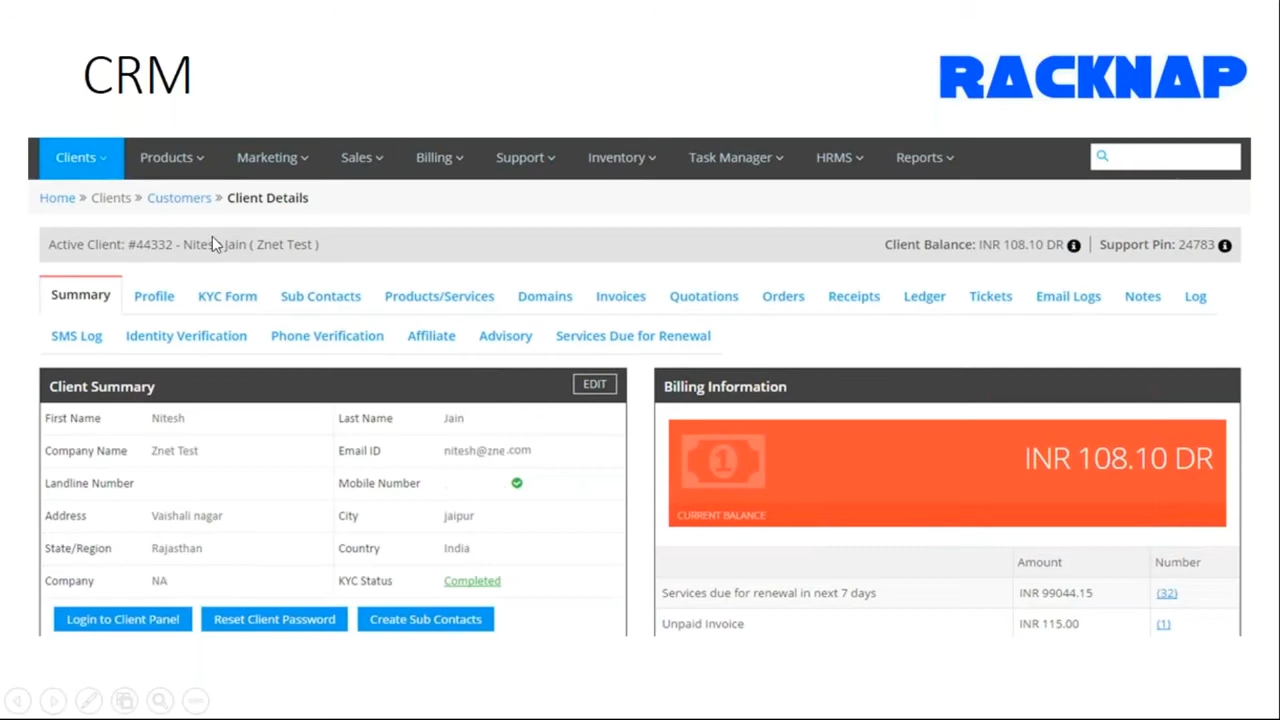 CRM
RACKNAP
Clients Products Marketing Sales Billing Support Inventory Task Manager HRMS Reports
Home » Clients » Customers » Client Details
Active Client: #44332 - Nitesh Jain ( Znet Test )
Client Balance: INR 108.10 DR | Support Pin: 24783
Summary Profile KYC Form Sub Contacts Products/Services Domains Invoices Quotations Orders Receipts Ledger Tickets Email Logs Notes Log
SMS Log Identity Verification Phone Verification Affiliate Advisory Services Due for Renewal
Client Summary EDIT
First Name Nitesh Last Name Jain
Company Name Znet Test Email ID nitesh@zne.com
Landline Number Mobile Number
Address Vaishali nagar City jaipur
State/Region Rajasthan Country India
Company NA KYC Status Completed
Login to Client Panel Reset Client Password Create Sub Contacts
Billing Information
1
INR 108.10 DR
CURRENT BALANCE
Amount Number
Services due for renewal in next 7 days INR 99044.15 (32)
Unpaid Invoice INR 115.00 (1)